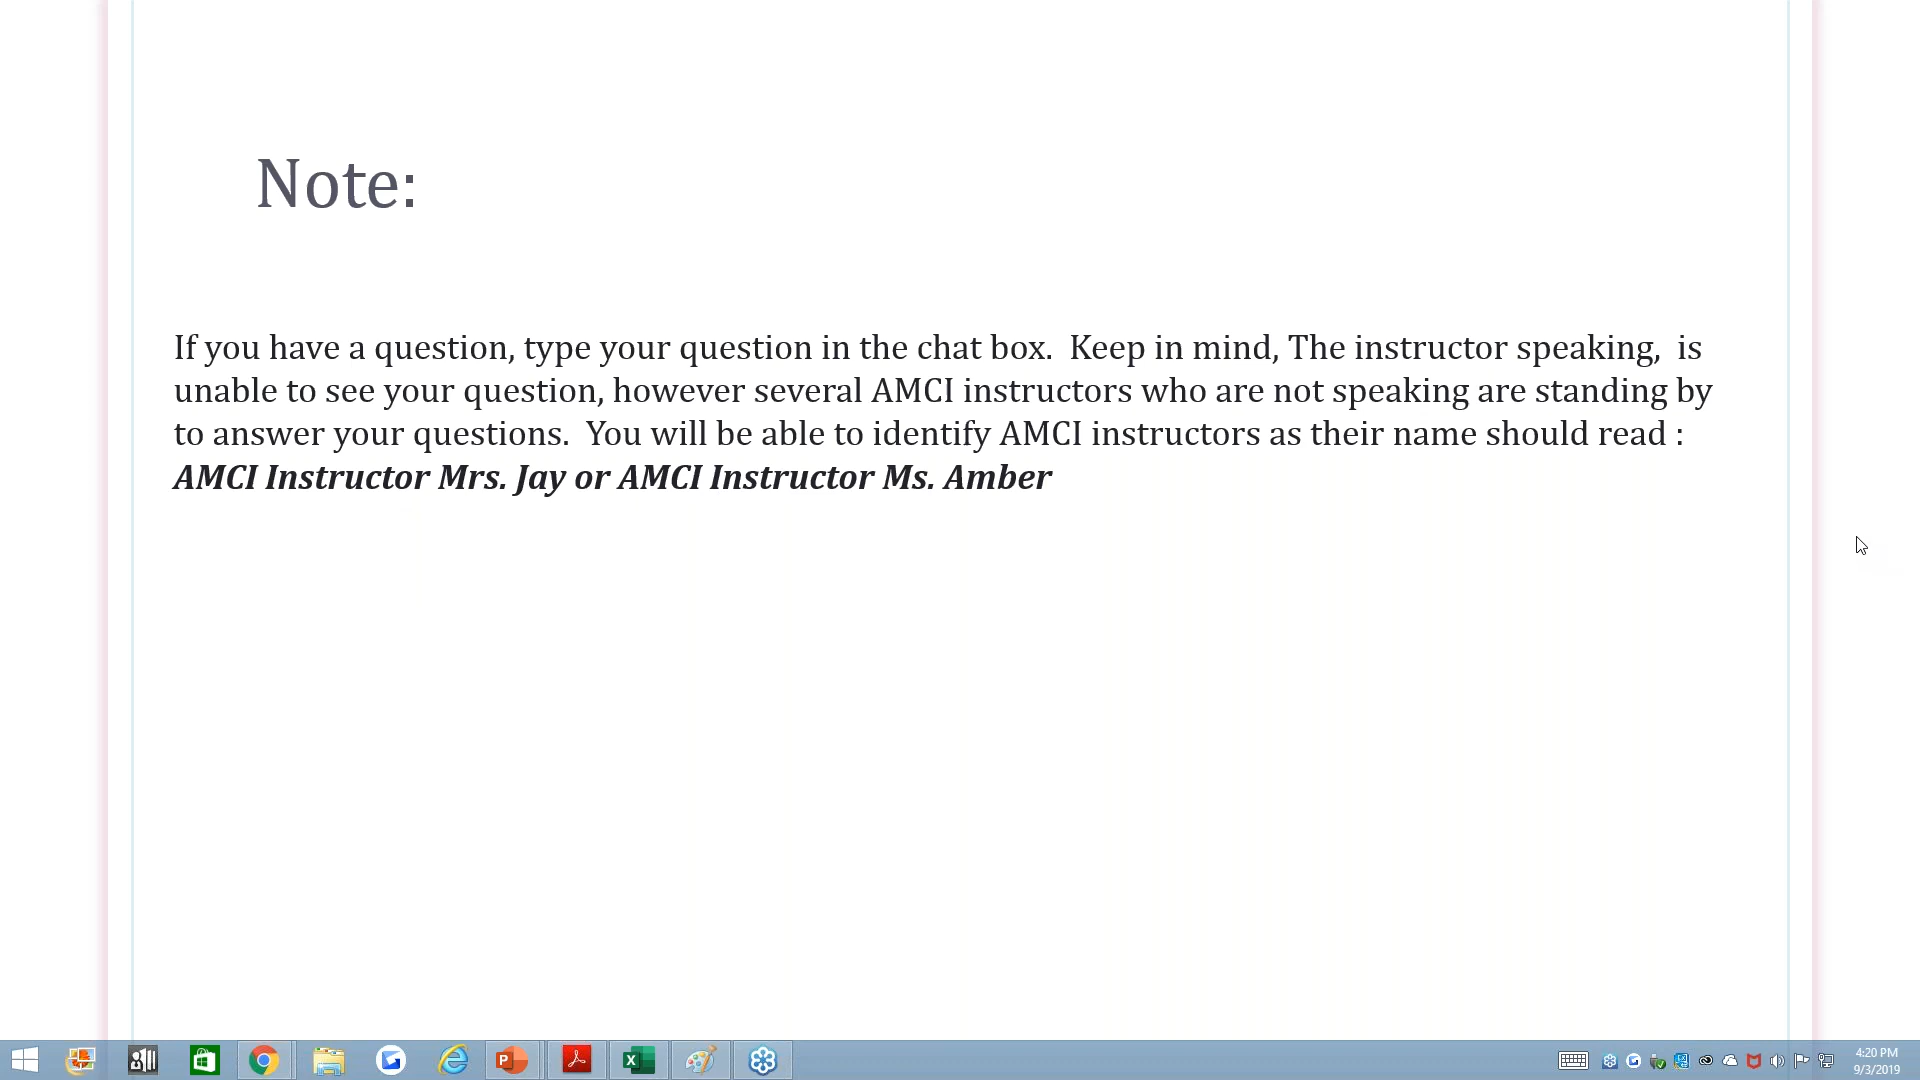 Note:
If you have a question, type your question in the chat box.  Keep in mind, The instructor speaking,  is
unable to see your question, however several AMCI instructors who are not speaking are standing by
to answer your questions.  You will be able to identify AMCI instructors as their name should read :
AMCI Instructor Mrs. Jay or AMCI Instructor Ms. Amber
4:20 PM
9/3/2019